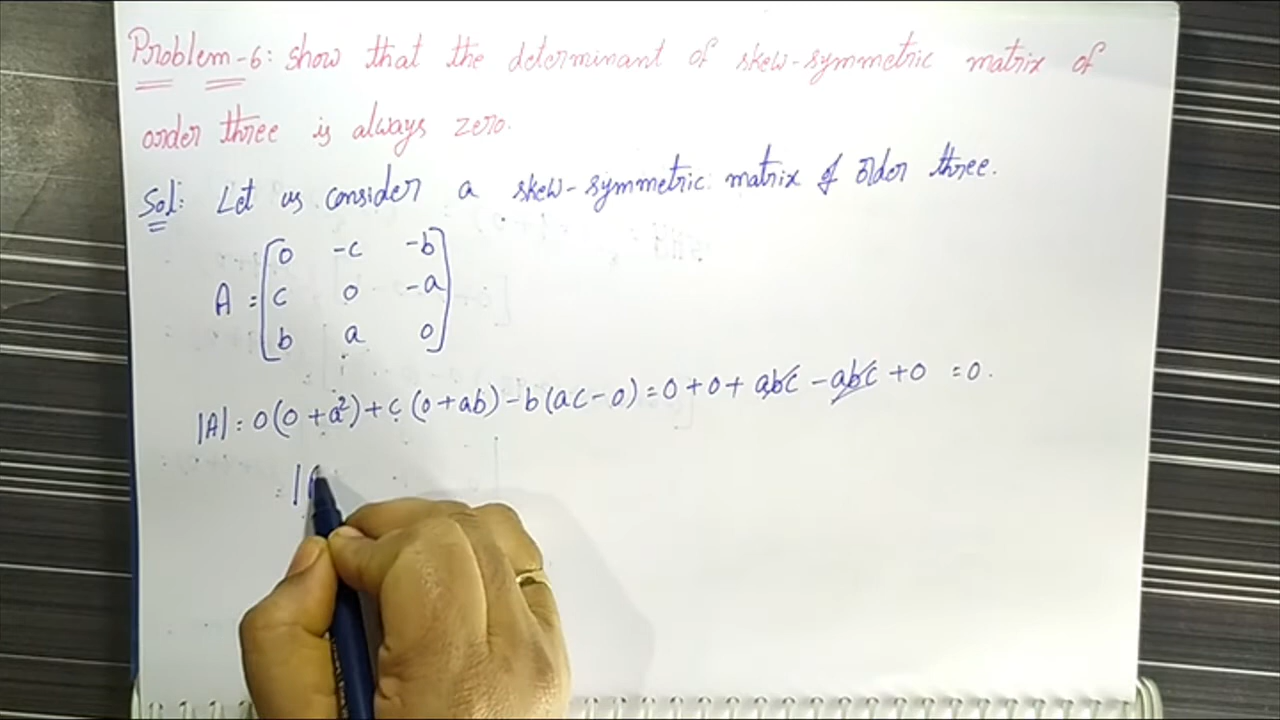 Problem-6: Show that the determinant of skew-symmetric matrix of
order three is always zero.
Sol: Let us consider a skew-symmetric matrix of order three.
A = [0 -c -b
c 0 -a
b a 0]
|A| = 0(0+a²)+c(0+ab)-b(ac-0)=0+0+abc-abc+0 =0.